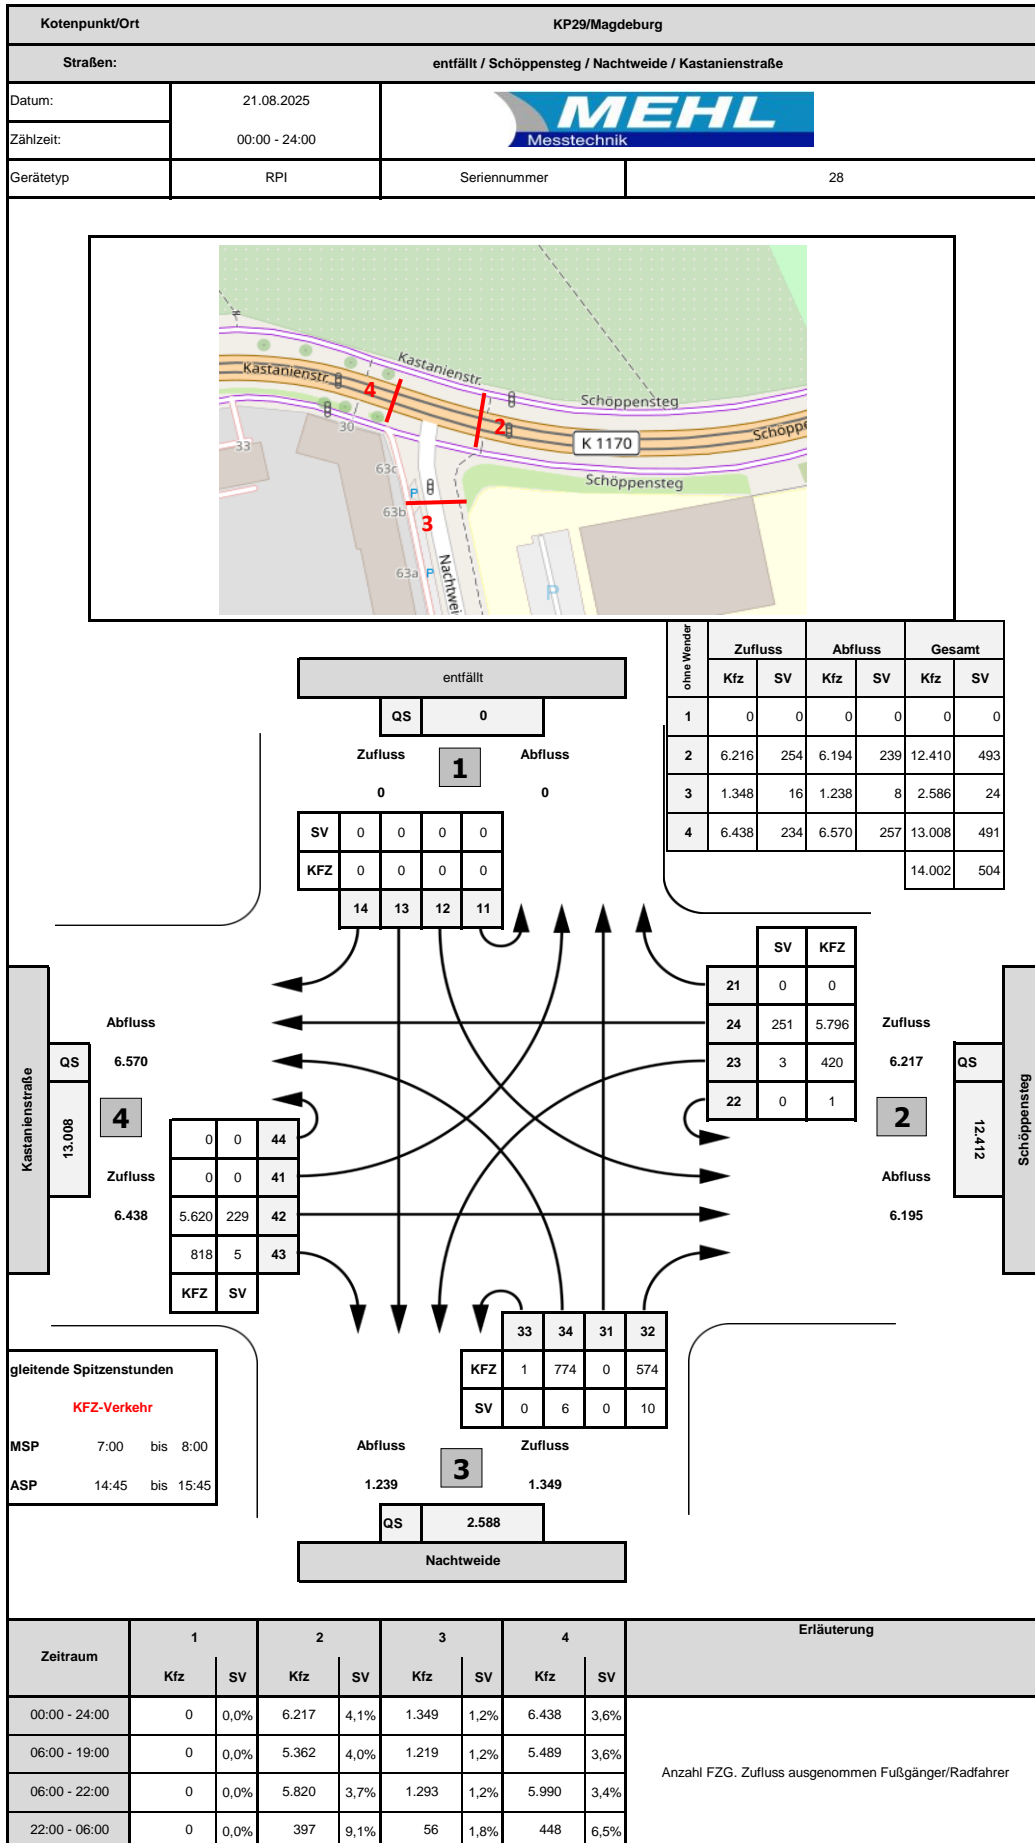 Kotenpunkt/Ort KP29/Magdeburg
Straßen: entfällt / Schöppensteg / Nachtweide / Kastanienstraße
Datum: 21.08.2025
MEHL
Messtechnik
Zählzeit: 00:00 - 24:00
Gerätetyp RPI Seriennummer 28
Kastanienstr.
Kastanienstr.
4
Schöppensteg
2
Schöppe
30
K 1170
33
63c
Schöppensteg
P
63b
3
63a P
Nachtwei
P
ohne Wender Zufluss Abfluss Gesamt
Kfz SV Kfz SV Kfz SV
1 0 0 0 0 0 0
2 6.216 254 6.194 239 12.410 493
3 1.348 16 1.238 8 2.586 24
4 6.438 234 6.570 257 13.008 491
14.002 504
entfällt
QS 0
Zufluss 1 Abfluss
0 0
SV 0 0 0 0
KFZ 0 0 0 0
14 13 12 11
SV KFZ
21 0 0
24 251 5.796
23 3 420
22 0 1
Zufluss
6.217
2
Abfluss
6.195
QS
12.412
Schöppensteg
Kastanienstraße
QS
13.008
Abfluss
6.570
4
Zufluss
6.438
0 0 44
0 0 41
5.620 229 42
818 5 43
KFZ SV
33 34 31 32
KFZ 1 774 0 574
SV 0 6 0 10
gleitende Spitzenstunden
KFZ-Verkehr
MSP 7:00 bis 8:00
ASP 14:45 bis 15:45
Abfluss 3 Zufluss
1.239 1.349
QS 2.588
Nachtweide
Zeitraum 1 2 3 4 Erläuterung
Kfz SV Kfz SV Kfz SV Kfz SV
00:00 - 24:00 0 0,0% 6.217 4,1% 1.349 1,2% 6.438 3,6%
06:00 - 19:00 0 0,0% 5.362 4,0% 1.219 1,2% 5.489 3,6%
Anzahl FZG. Zufluss ausgenommen Fußgänger/Radfahrer
06:00 - 22:00 0 0,0% 5.820 3,7% 1.293 1,2% 5.990 3,4%
22:00 - 06:00 0 0,0% 397 9,1% 56 1,8% 448 6,5%